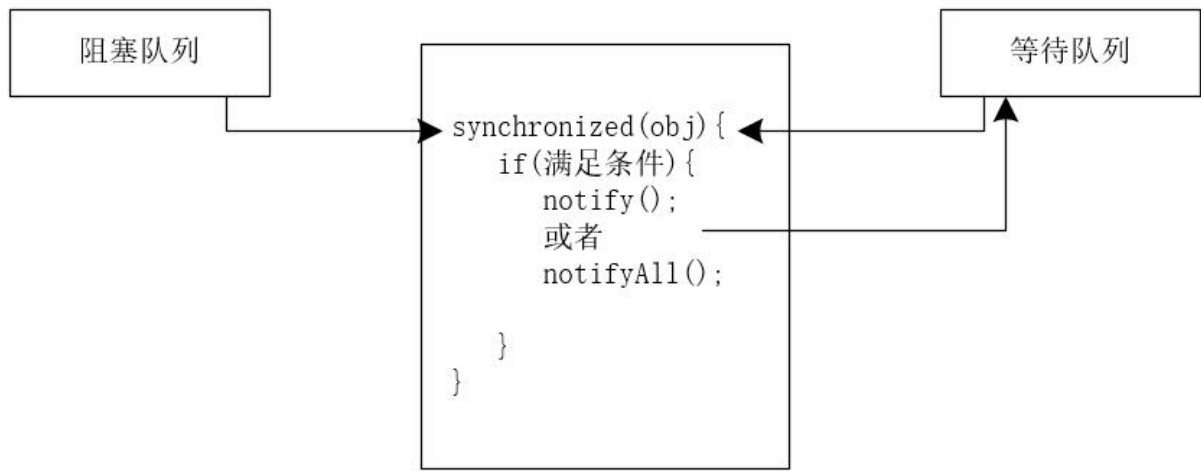 阻塞队列
等待队列
synchronized(obj){
if(满足条件){
notify();
或者
notifyAll();
}
}